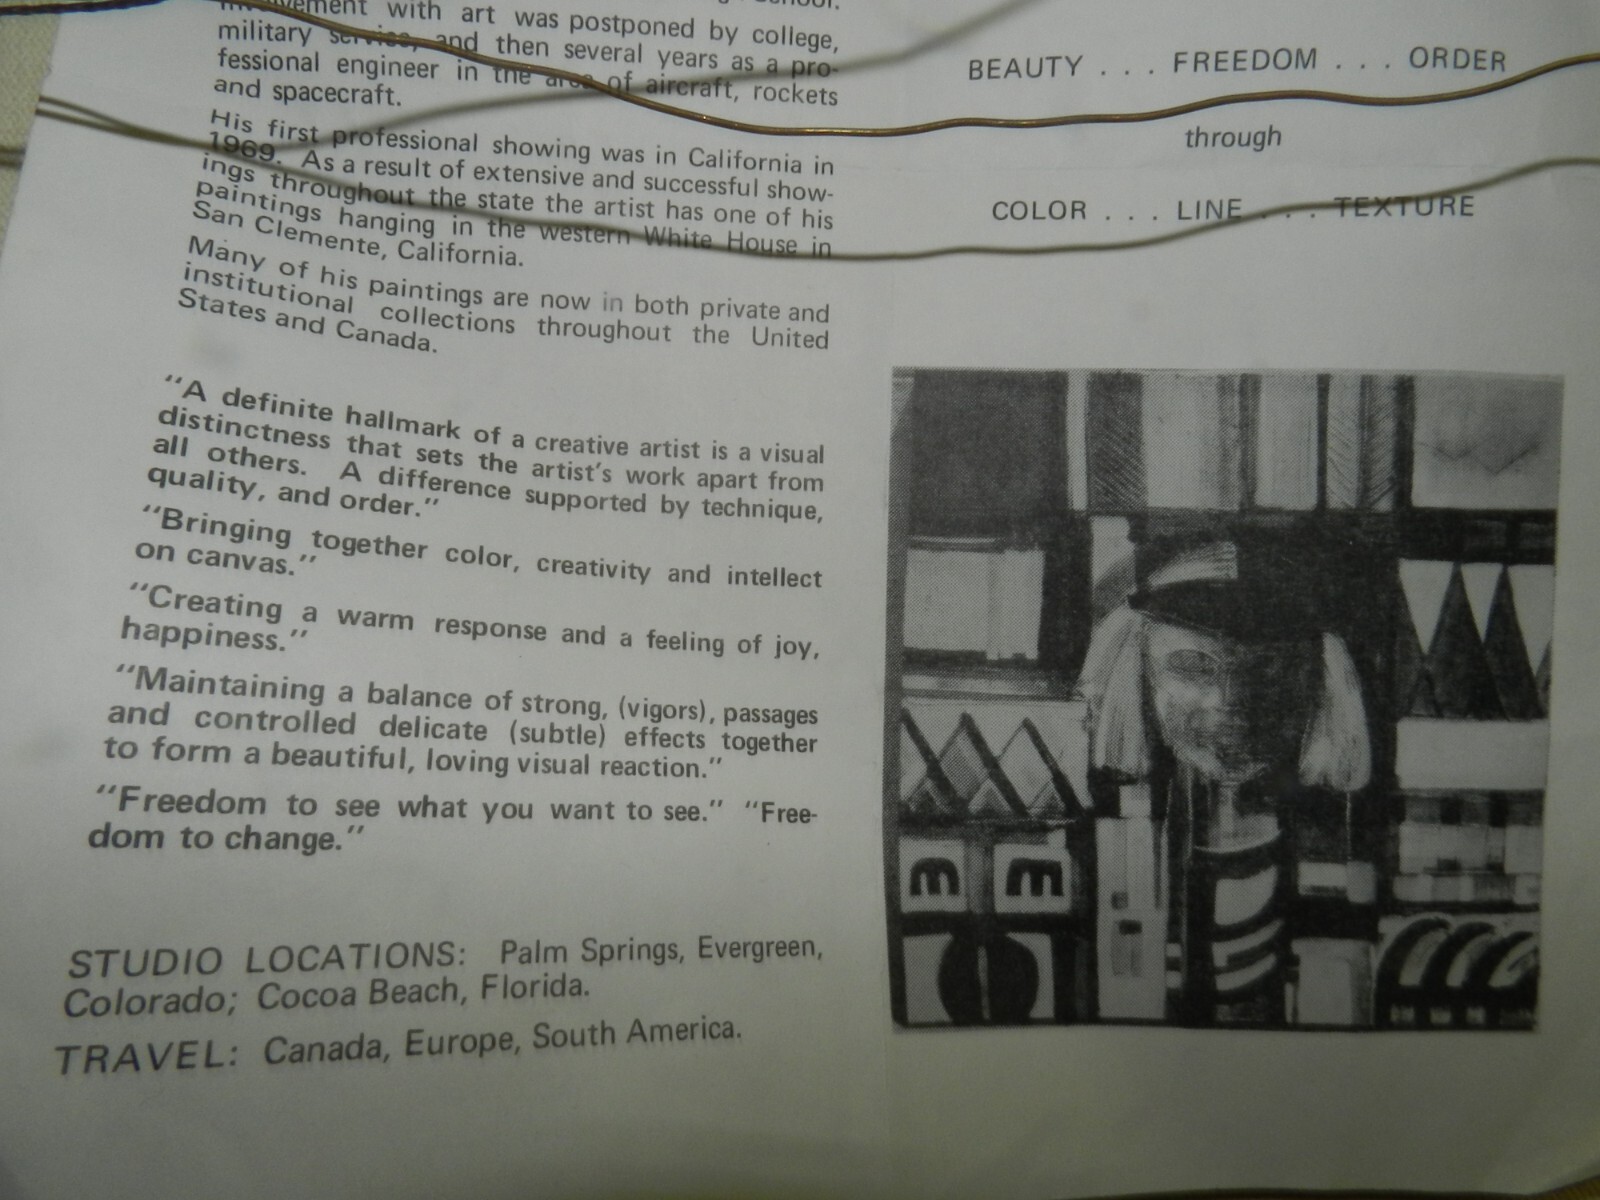 School.
involvement with art was postponed by college,
military service, and then several years as a pro-
fessional engineer in the area of aircraft, rockets
and spacecraft.
His first professional showing was in California in
1969. As a result of extensive and successful show-
ings throughout the state the artist has one of his
paintings hanging in the western White House in
San Clemente, California.
Many of his paintings are now in both private and
institutional collections throughout the United
States and Canada.
"A definite hallmark of a creative artist is a visual
distinctness that sets the artist's work apart from
all others. A difference supported by technique,
quality, and order."
"Bringing together color, creativity and intellect
on canvas."
"Creating a warm response and a feeling of joy,
happiness."
"Maintaining a balance of strong, (vigors), passages
and controlled delicate (subtle) effects together
to form a beautiful, loving visual reaction."
"Freedom to see what you want to see." "Free-
dom to change."
STUDIO LOCATIONS: Palm Springs, Evergreen,
Colorado; Cocoa Beach, Florida.
TRAVEL: Canada, Europe, South America.
BEAUTY . . . FREEDOM . . . ORDER
through
COLOR . . . LINE . . . TEXTURE